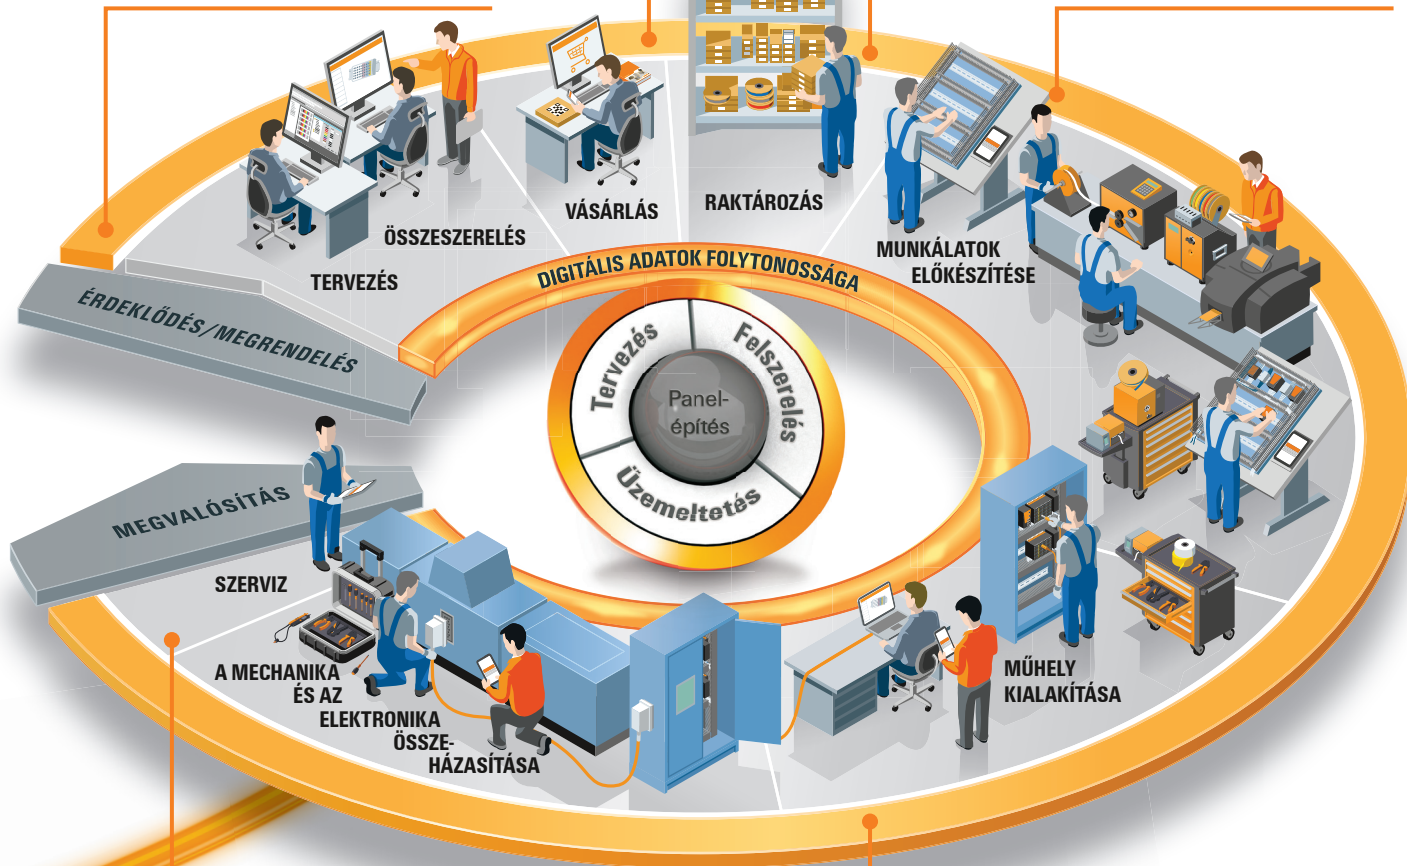 TERVEZÉS
ÖSSZESZERELÉS
VÁSÁRLÁS
RAKTÁROZÁS
MUNKÁLATOK
ELŐKÉSZÍTÉSE
DIGITÁLIS ADATOK FOLYTONOSSÁGA
ÉRDEKLŐDÉS/MEGRENDELÉS
Tervezés
Felszerelés
Panel-
építés
Üzemeltetés
MEGVALÓSÍTÁS
SZERVIZ
A MECHANIKA
ÉS AZ
ELEKTRONIKA
ÖSSZE-
HÁZASÍTÁSA
MŰHELY
KIALAKÍTÁSA